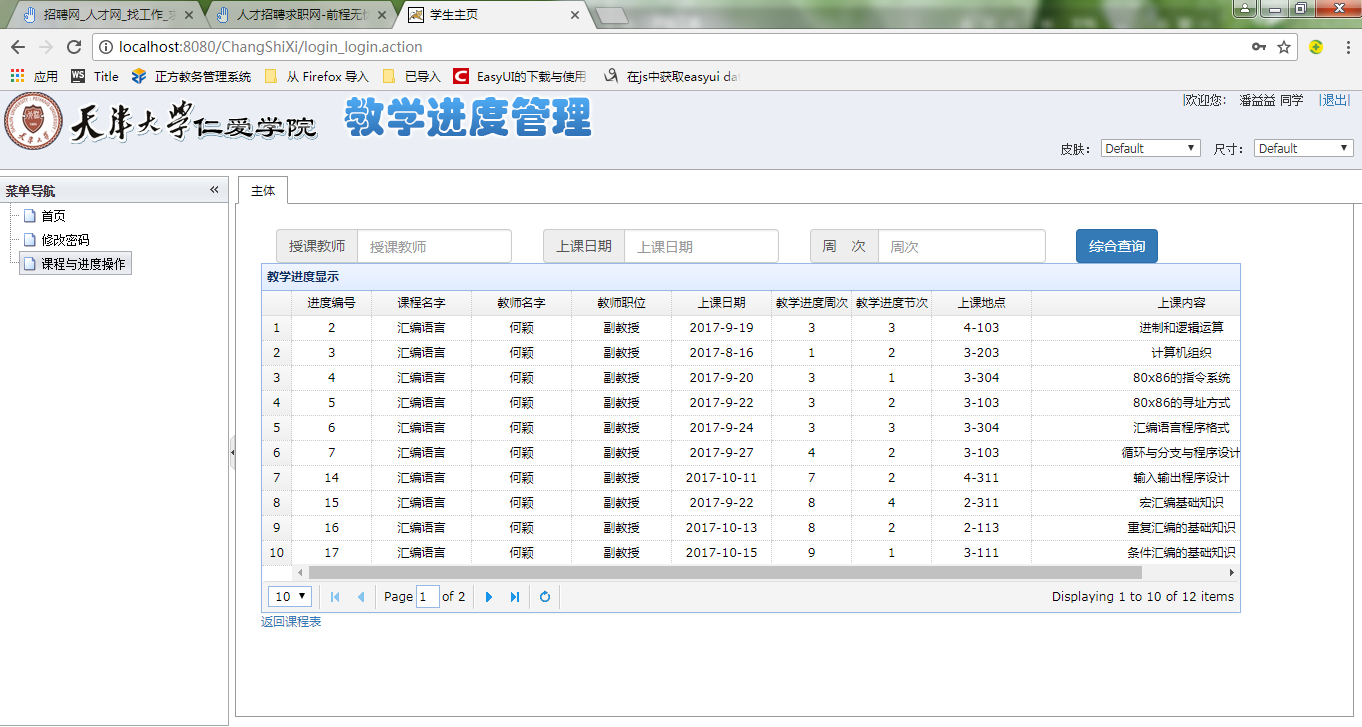 招聘网_人才网_找工作_求
人才招聘求职网-前程无忧
学生主页
localhost:8080/ChangShiXi/login_login.action
应用 WS Title 正方教务管理系统 从 Firefox 导入 已导入 C EasyUI的下载与使用 在js中获取easyui dat
天津大学仁爱学院 教学进度管理
|欢迎您: 潘益益 同学 |退出|
皮肤: Default 尺寸: Default
菜单导航
首页
修改密码
课程与进度操作
主体
授课教师 授课教师 上课日期 上课日期 周 次 周次 综合查询
教学进度显示
进度编号 课程名字 教师名字 教师职位 上课日期 教学进度周次 教学进度节次 上课地点 上课内容
1 2 汇编语言 何颖 副教授 2017-9-19 3 3 4-103 进制和逻辑运算
2 3 汇编语言 何颖 副教授 2017-8-16 1 2 3-203 计算机组织
3 4 汇编语言 何颖 副教授 2017-9-20 3 1 3-304 80x86的指令系统
4 5 汇编语言 何颖 副教授 2017-9-22 3 2 3-103 80x86的寻址方式
5 6 汇编语言 何颖 副教授 2017-9-24 3 3 3-304 汇编语言程序格式
6 7 汇编语言 何颖 副教授 2017-9-27 4 2 3-103 循环与分支与程序设计
7 14 汇编语言 何颖 副教授 2017-10-11 7 2 4-311 输入输出程序设计
8 15 汇编语言 何颖 副教授 2017-9-22 8 4 2-311 宏汇编基础知识
9 16 汇编语言 何颖 副教授 2017-10-13 8 2 2-113 重复汇编的基础知识
10 17 汇编语言 何颖 副教授 2017-10-15 9 1 3-111 条件汇编的基础知识
10 Page 1 of 2 Displaying 1 to 10 of 12 items
返回课程表